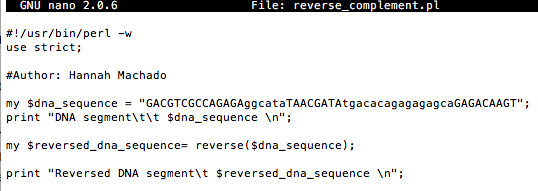 GNU nano 2.0.6 File: reverse_complement.pl
#!/usr/bin/perl -w
use strict;
#Author: Hannah Machado
my $dna_sequence = "GACGTCGCCAGAGAggcataTAACGATAtgacacagagagagcaGAGACAAGT";
print "DNA segment\t\t $dna_sequence \n";
my $reversed_dna_sequence= reverse($dna_sequence);
print "Reversed DNA segment\t $reversed_dna_sequence \n";